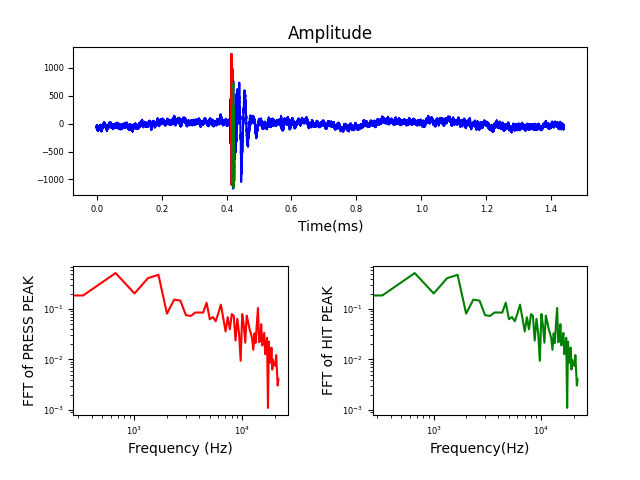 Amplitude
1000
500
0
−500
−1000
0.0 0.2 0.4 0.6 0.8 1.0 1.2 1.4
Time(ms)
FFT of PRESS PEAK
10⁻¹
10⁻²
10⁻³
10³ 10⁴
Frequency (Hz)
FFT of HIT PEAK
10⁻¹
10⁻²
10⁻³
10³ 10⁴
Frequency(Hz)